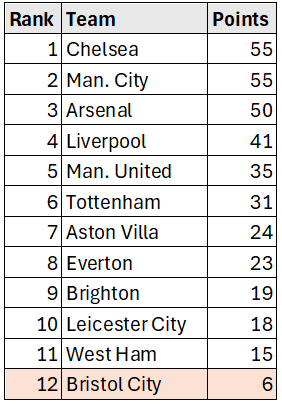 Rank Team Points
1 Chelsea 55
2 Man. City 55
3 Arsenal 50
4 Liverpool 41
5 Man. United 35
6 Tottenham 31
7 Aston Villa 24
8 Everton 23
9 Brighton 19
10 Leicester City 18
11 West Ham 15
12 Bristol City 6